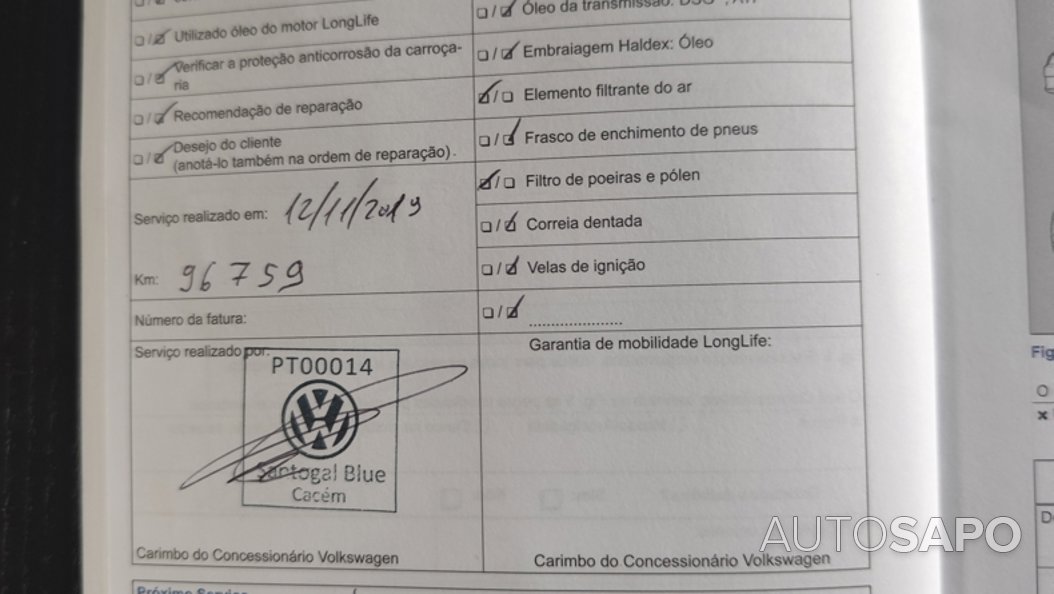 Utilizado óleo do motor LongLife
Verificar a proteção anticorrosão da carroça-
ria
Recomendação de reparação
Desejo do cliente
(anotá-lo também na ordem de reparação).
Serviço realizado em: 12/11/2019
Km: 96759
Número da fatura:
Serviço realizado por:
PT00014
Santogal Blue
Cacém
Carimbo do Concessionário Volkswagen
Óleo da transmissão:
Embraiagem Haldex: Óleo
Elemento filtrante do ar
Frasco de enchimento de pneus
Filtro de poeiras e pólen
Correia dentada
Velas de ignição
.....................
Garantia de mobilidade LongLife:
Carimbo do Concessionário Volkswagen
Fig
O
x
AUTOSAPO